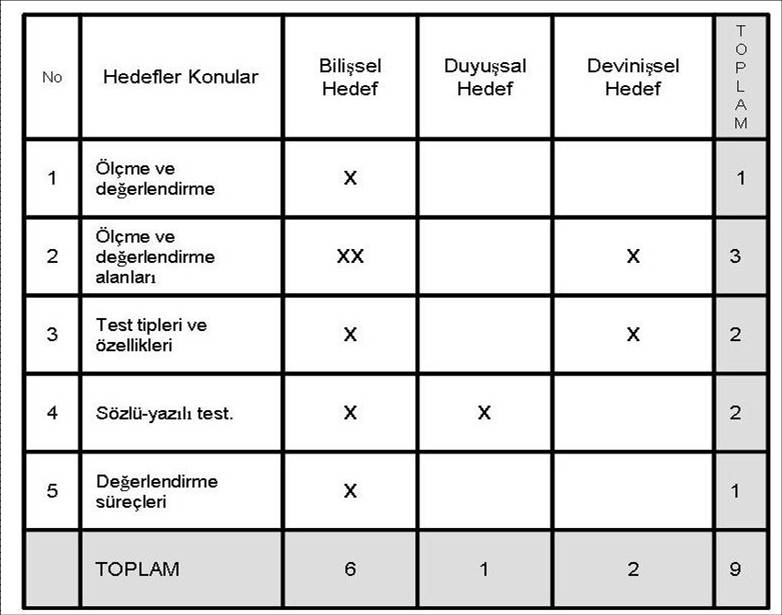 No
Hedefler Konular
Bilişsel
Hedef
Duyuşsal
Hedef
Devinişsel
Hedef
TOPLAM
1
Ölçme ve
değerlendirme
X
1
2
Ölçme ve
değerlendirme
alanları
XX
X
3
3
Test tipleri ve
özellikleri
X
X
2
4
Sözlü-yazılı test.
X
X
2
5
Değerlendirme
süreçleri
X
1
TOPLAM
6
1
2
9